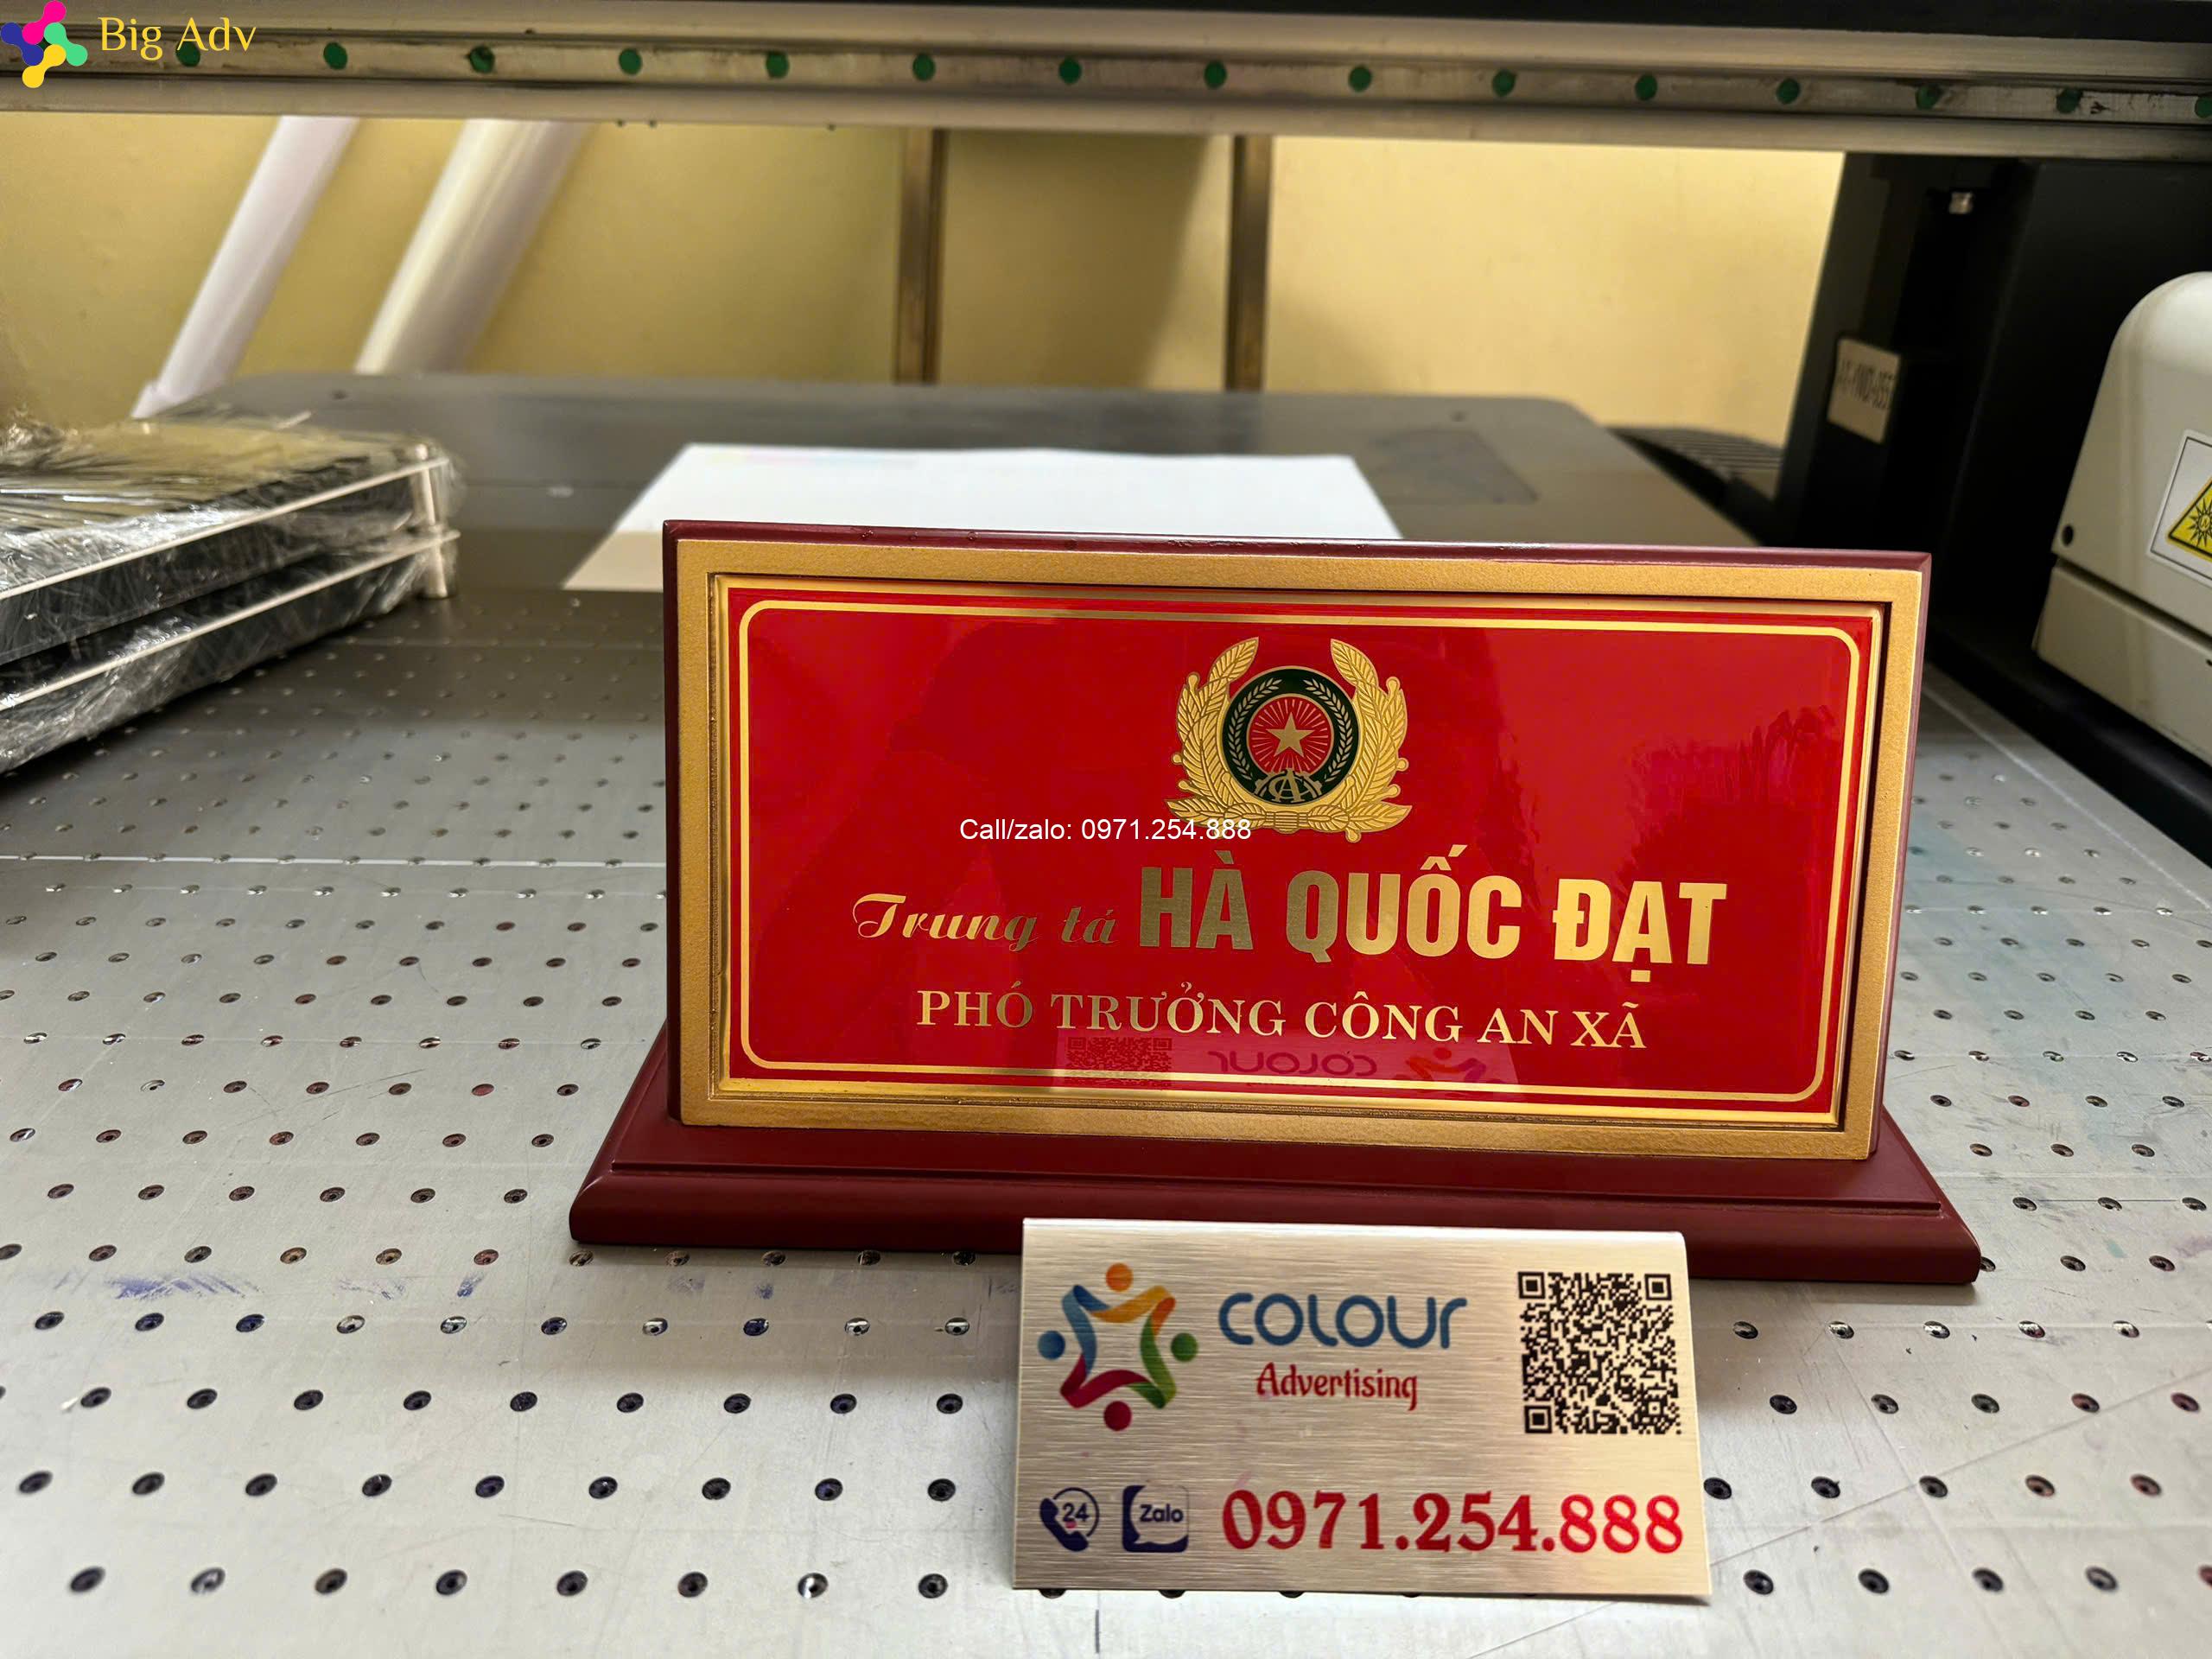 Big Adv
Call/zalo: 0971.254.888
Trung tá HÀ QUỐC ĐẠT
PHÓ TRƯỞNG CÔNG AN XÃ
COLOUR
Advertising
24
Zalo
0971.254.888